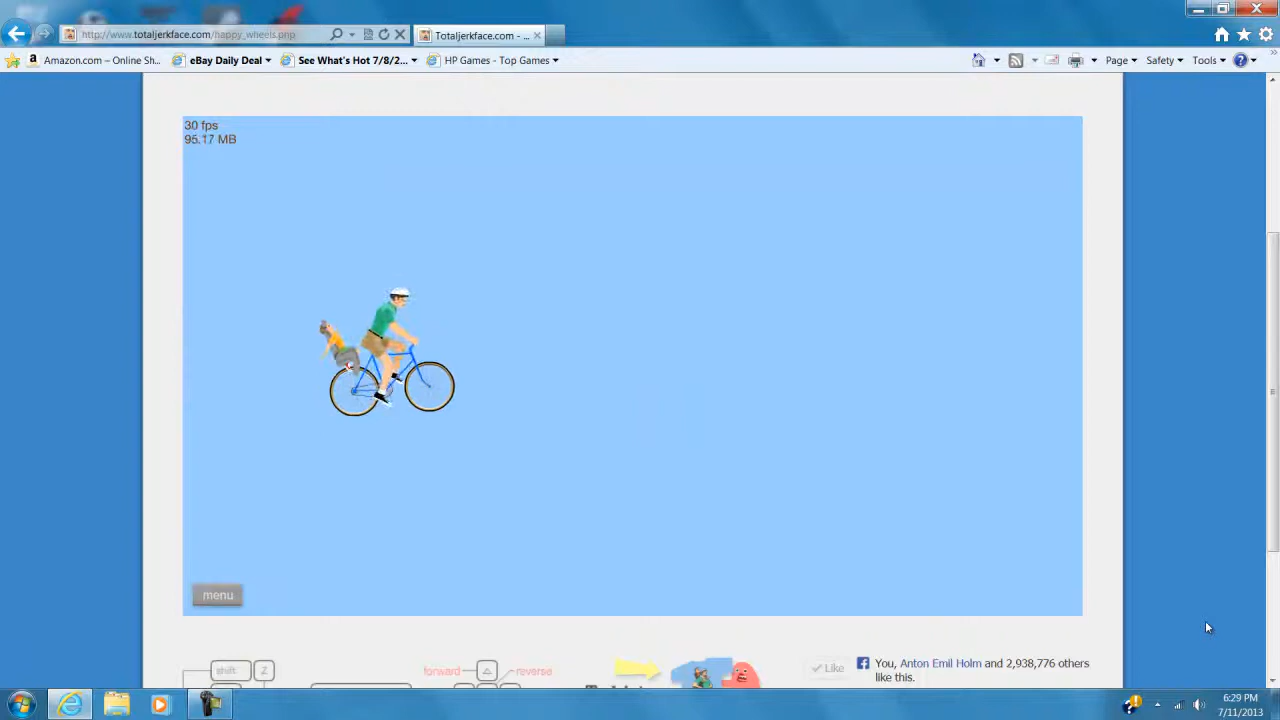 http://www.totaljerkface.com/happy_wheels.php
Totaljerkface.com - ...
Amazon.com – Online Sh...
eBay Daily Deal
See What's Hot 7/8/2...
HP Games - Top Games
Page
Safety
Tools
30 fps
95.17 MB
menu
shift
Z
forward
reverse
Like
You, Anton Emil Holm and 2,938,776 others
like this.
6:29 PM
7/11/2013